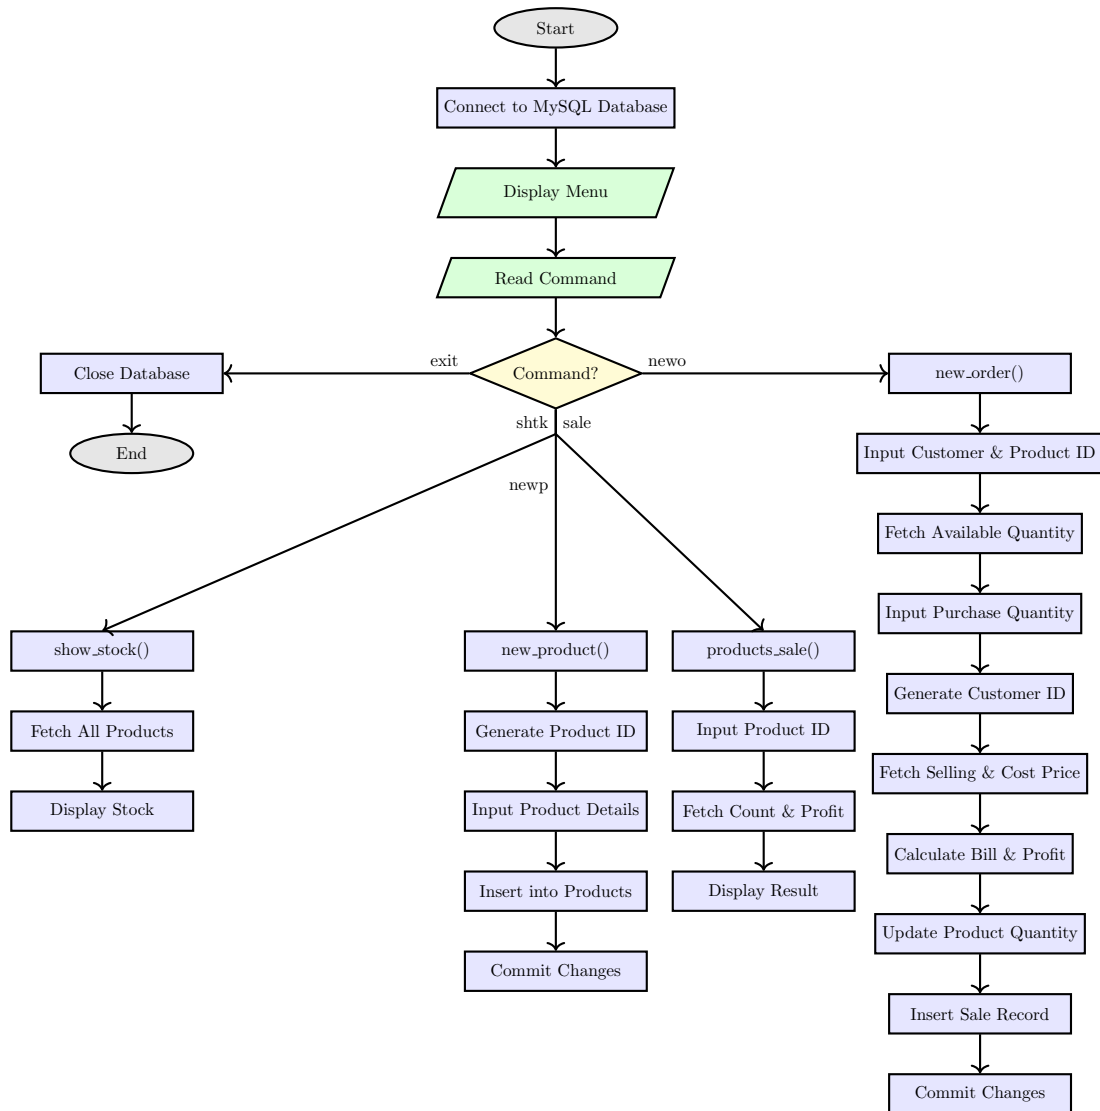 Start
Connect to MySQL Database
Display Menu
Read Command
exit
newo
Close Database
Command?
new_order()
shtk
sale
End
Input Customer & Product ID
newp
Fetch Available Quantity
Input Purchase Quantity
show_stock()
new_product()
products_sale()
Generate Customer ID
Fetch All Products
Generate Product ID
Input Product ID
Fetch Selling & Cost Price
Display Stock
Input Product Details
Fetch Count & Profit
Calculate Bill & Profit
Insert into Products
Display Result
Update Product Quantity
Commit Changes
Insert Sale Record
Commit Changes